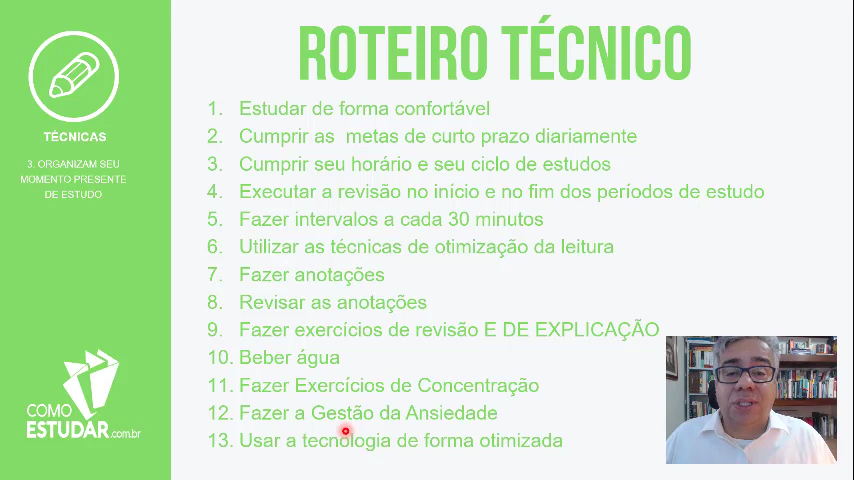 ROTEIRO TÉCNICO
TÉCNICAS
3. ORGANIZAM SEU
MOMENTO PRESENTE
DE ESTUDO
1. Estudar de forma confortável
2. Cumprir as metas de curto prazo diariamente
3. Cumprir seu horário e seu ciclo de estudos
4. Executar a revisão no início e no fim dos períodos de estudo
5. Fazer intervalos a cada 30 minutos
6. Utilizar as técnicas de otimização da leitura
7. Fazer anotações
8. Revisar as anotações
9. Fazer exercícios de revisão E DE EXPLICAÇÃO
10. Beber água
11. Fazer Exercícios de Concentração
12. Fazer a Gestão da Ansiedade
13. Usar a tecnologia de forma otimizada
COMO
ESTUDAR.com.br